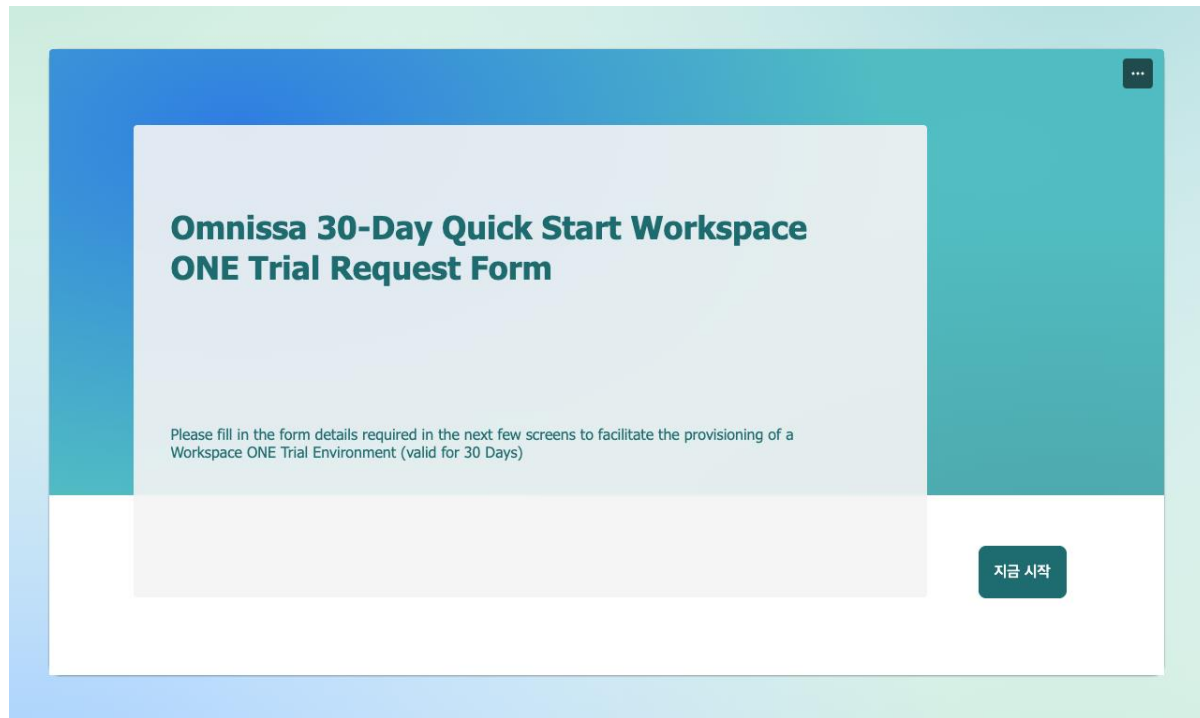 Omnissa 30-Day Quick Start Workspace
ONE Trial Request Form
Please fill in the form details required in the next few screens to facilitate the provisioning of a
Workspace ONE Trial Environment (valid for 30 Days)
지금 시작